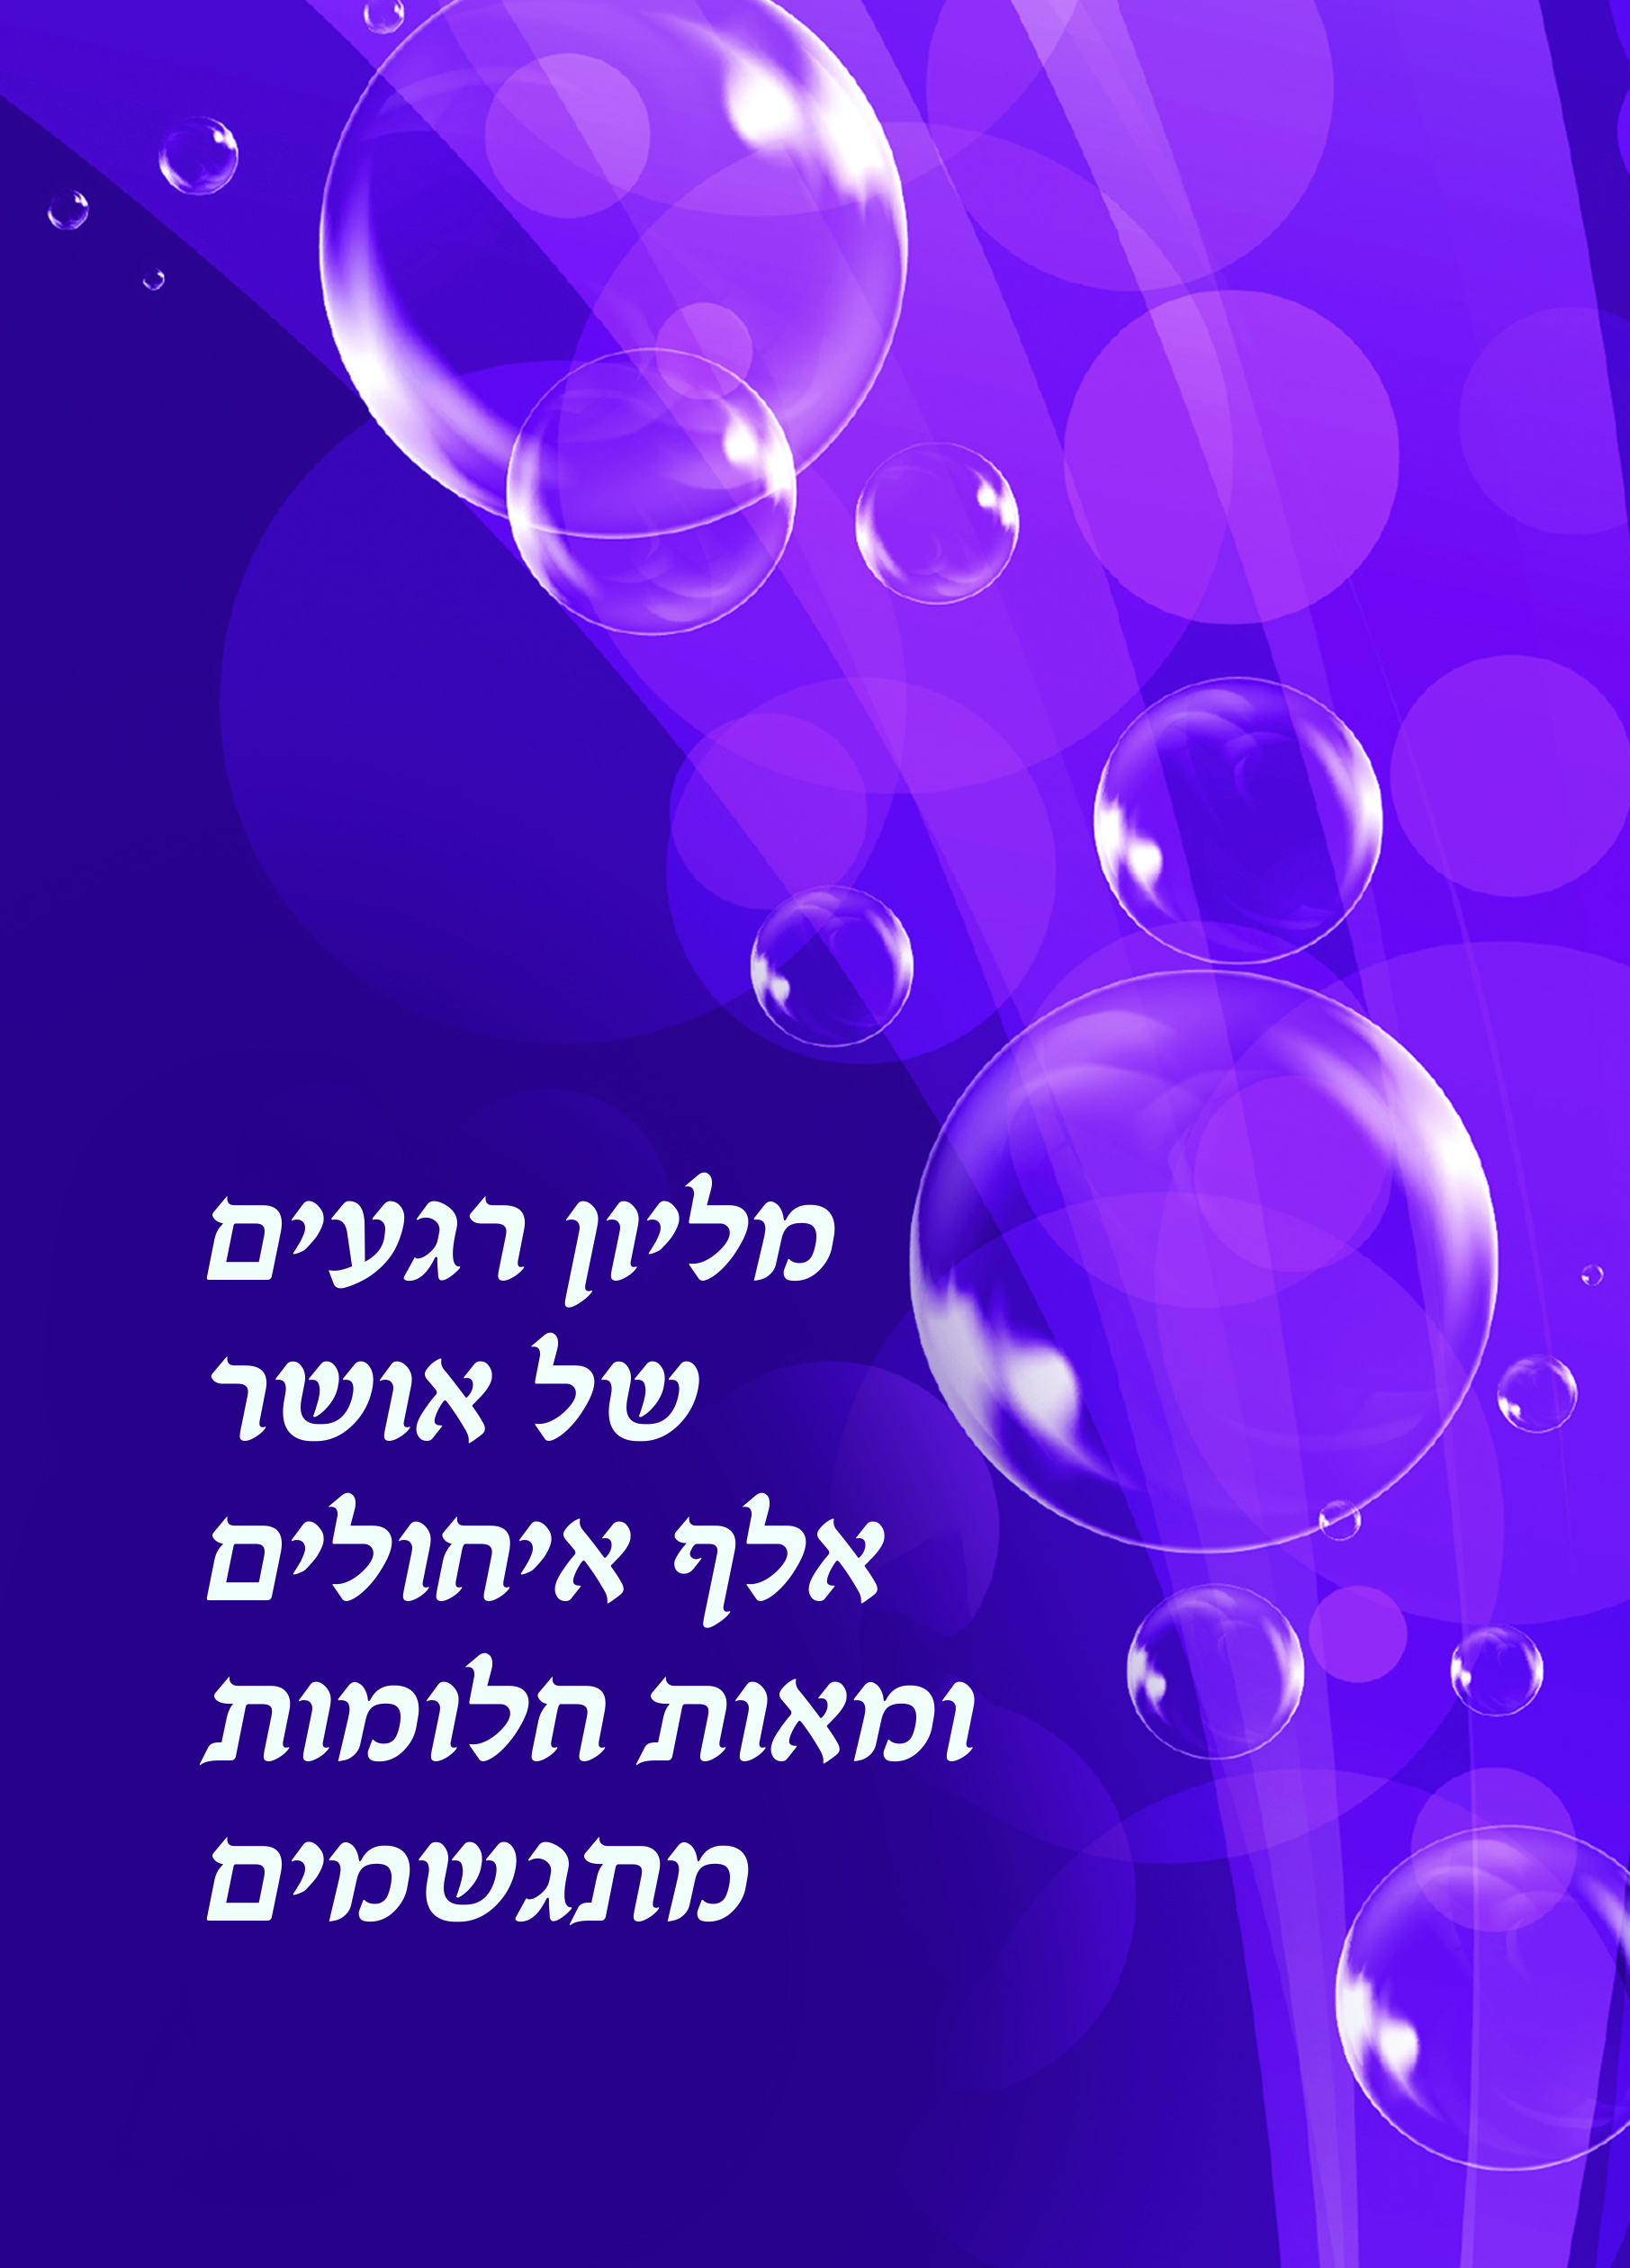 מליון רגעים
של אושר
אלף איחולים
ומאות חלומות
מתגשמים